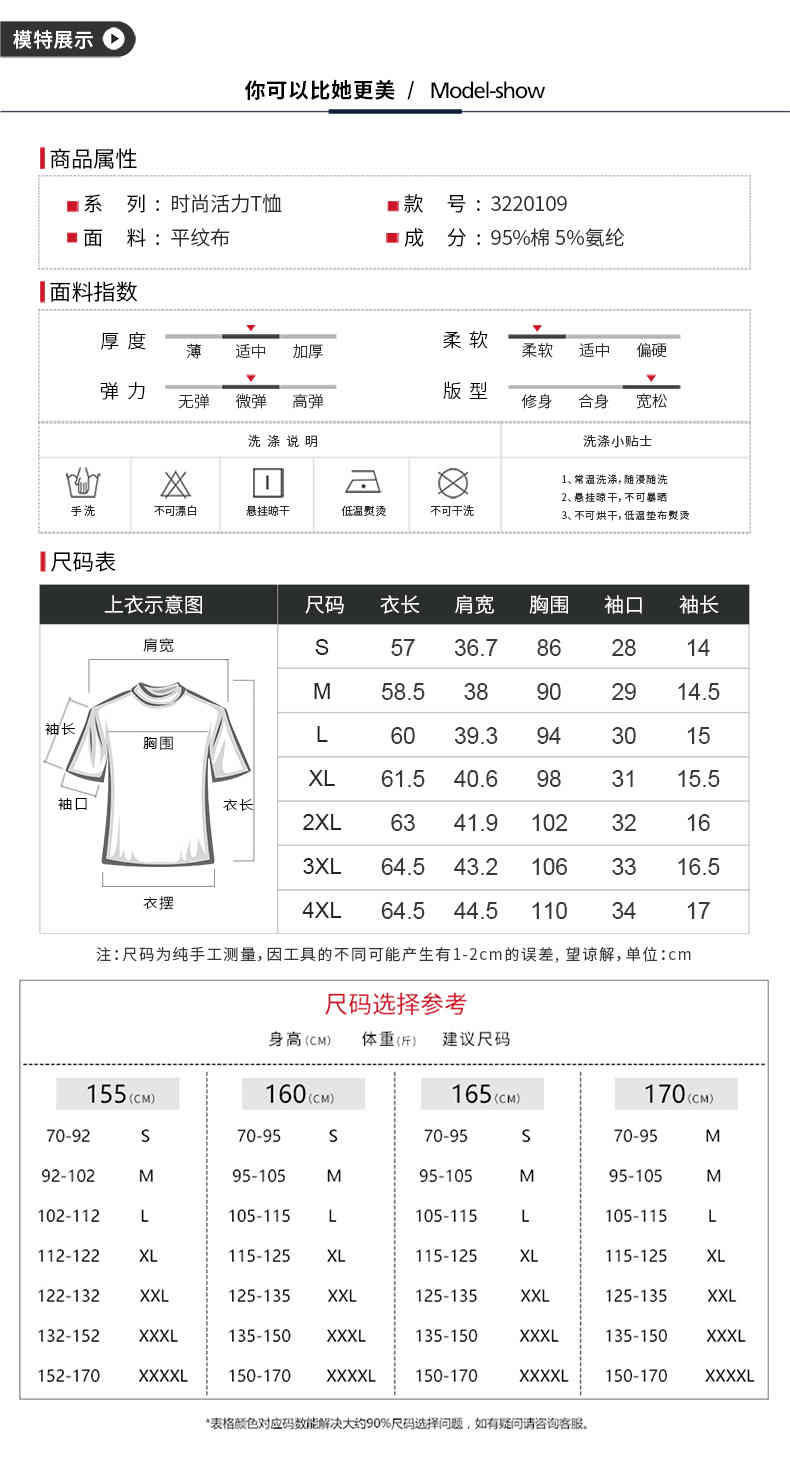 模特展示
你可以比她更美 / Model-show
商品属性
系 列：时尚活力T恤 款 号：3220109
面 料：平纹布 成 分：95%棉 5%氨纶
面料指数
厚度 薄 适中 加厚 柔软 柔软 适中 偏硬
弹力 无弹 微弹 高弹 版型 修身 合身 宽松
洗涤说明 洗涤小贴士
手洗 不可漂白 悬挂晾干 低温熨烫 不可干洗
1、常温洗涤，随浸随洗
2、悬挂晾干，不可暴晒
3、不可烘干，低温垫布熨烫
尺码表
上衣示意图 尺码 衣长 肩宽 胸围 袖口 袖长
肩宽
袖长
胸围
袖口
衣长
衣摆
S 57 36.7 86 28 14
M 58.5 38 90 29 14.5
L 60 39.3 94 30 15
XL 61.5 40.6 98 31 15.5
2XL 63 41.9 102 32 16
3XL 64.5 43.2 106 33 16.5
4XL 64.5 44.5 110 34 17
注：尺码为纯手工测量，因工具的不同可能产生有1-2cm的误差, 望谅解，单位：cm
尺码选择参考
身高(CM) 体重(斤) 建议尺码
155(CM) 160(CM) 165(CM) 170(CM)
70-92 S 70-95 S 70-95 S 70-95 M
92-102 M 95-105 M 95-105 M 95-105 M
102-112 L 105-115 L 105-115 L 105-115 L
112-122 XL 115-125 XL 115-125 XL 115-125 XL
122-132 XXL 125-135 XXL 125-135 XXL 125-135 XXL
132-152 XXXL 135-150 XXXL 135-150 XXXL 135-150 XXXL
152-170 XXXXL 150-170 XXXXL 150-170 XXXXL 150-170 XXXXL
*表格颜色对应码数能解决大约90%尺码选择问题，如有疑问请咨询客服。